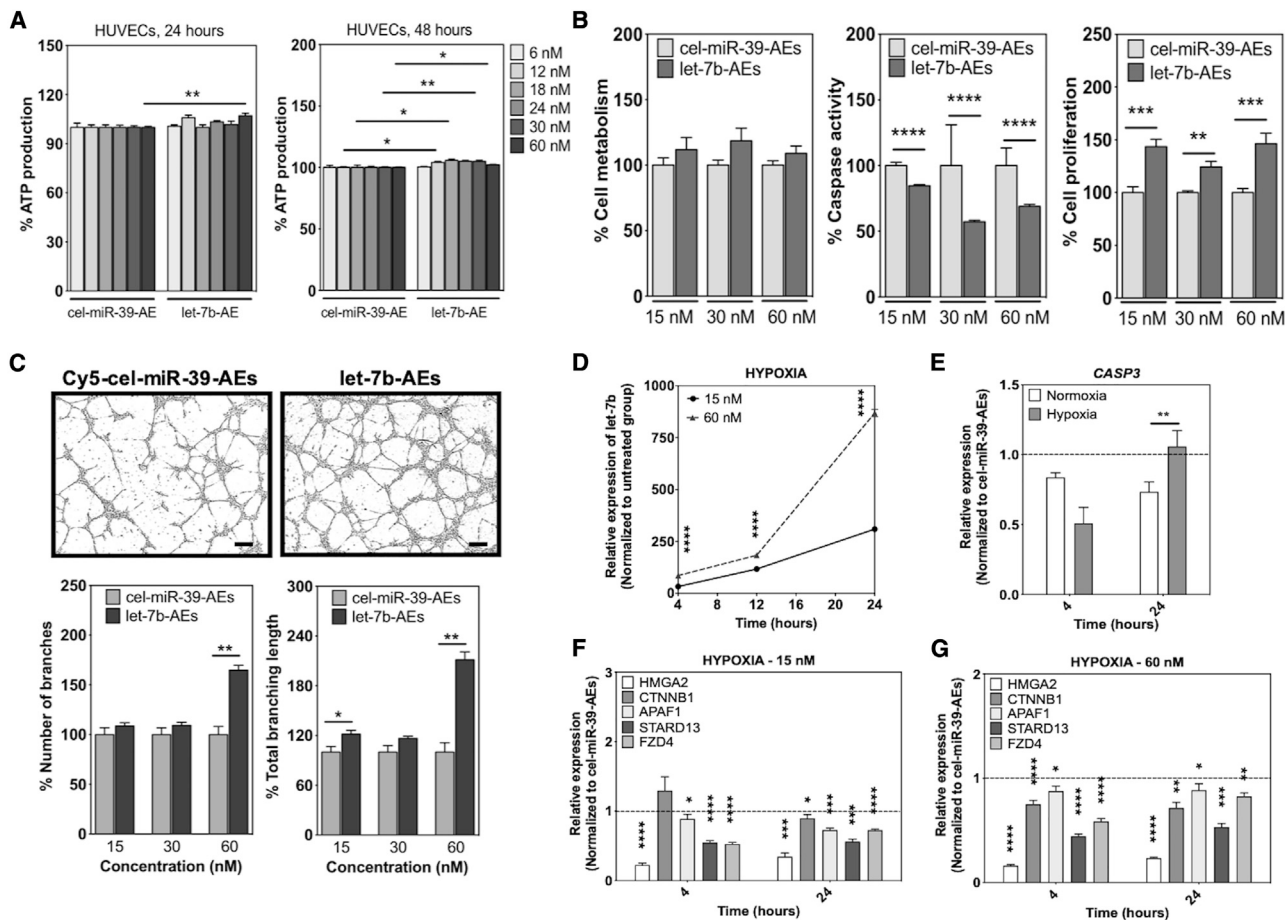 A
HUVECs, 24 hours
% ATP production
150
100
50
0
cel-miR-39-AE let-7b-AE
**
HUVECs, 48 hours
% ATP production
200
150
100
50
0
cel-miR-39-AE let-7b-AE
*
**
*
*
*
6 nM
12 nM
18 nM
24 nM
30 nM
60 nM
B
% Cell metabolism
200
150
100
50
0
cel-miR-39-AEs
let-7b-AEs
15 nM 30 nM 60 nM
% Caspase activity
200
150
100
50
0
cel-miR-39-AEs
let-7b-AEs
**** **** ****
15 nM 30 nM 60 nM
% Cell proliferation
250
200
150
100
50
0
cel-miR-39-AEs
let-7b-AEs
*** ** ***
15 nM 30 nM 60 nM
C
Cy5-cel-miR-39-AEs let-7b-AEs
% Number of branches
250
200
150
100
50
0
cel-miR-39-AEs
let-7b-AEs
**
15 30 60
Concentration (nM)
% Total branching length
300
240
180
120
60
0
cel-miR-39-AEs
let-7b-AEs
* **
15 30 60
Concentration (nM)
D
HYPOXIA
Relative expression of let-7b
(Normalized to untreated group)
1000
750
500
250
0
15 nM
60 nM
**** **** ****
4 8 12 16 20 24
Time (hours)
E
CASP3
Relative expression
(Normalized to cel-miR-39-AEs)
1.5
1.0
0.5
0.0
Normoxia
Hypoxia
**
4 24
Time (hours)
F
HYPOXIA - 15 nM
Relative expression
(Normalized to cel-miR-39-AEs)
3
2
1
0
HMGA2
CTNNB1
APAF1
STARD13
FZD4
**** * **** **** *** * *** *** ****
4 24
Time (hours)
G
HYPOXIA - 60 nM
Relative expression
(Normalized to cel-miR-39-AEs)
2
1
0
HMGA2
CTNNB1
APAF1
STARD13
FZD4
**** **** * **** **** **** ** * *** **
4 24
Time (hours)